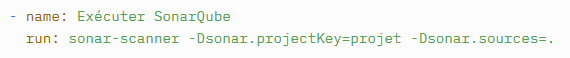 - name: Exécuter SonarQube
  run: sonar-scanner -Dsonar.projectKey=projet -Dsonar.sources=.